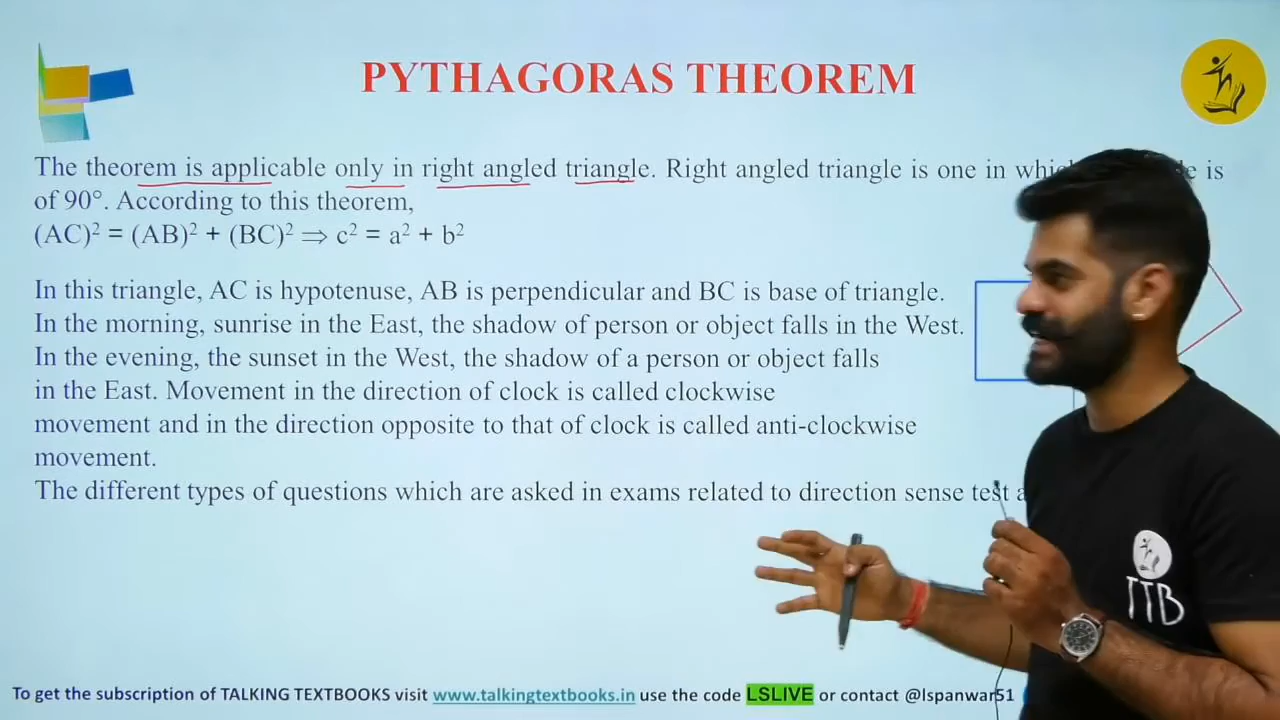 PYTHAGORAS THEOREM
The theorem is applicable only in right angled triangle. Right angled triangle is one in which is
of 90°. According to this theorem,
(AC)² = (AB)² + (BC)² ⇒ c² = a² + b²
In this triangle, AC is hypotenuse, AB is perpendicular and BC is base of triangle.
In the morning, sunrise in the East, the shadow of person or object falls in the West.
In the evening, the sunset in the West, the shadow of a person or object falls
in the East. Movement in the direction of clock is called clockwise
movement and in the direction opposite to that of clock is called anti-clockwise
movement.
The different types of questions which are asked in exams related to direction sense test
TTB
To get the subscription of TALKING TEXTBOOKS visit www.talkingtextbooks.in use the code LSLIVE or contact @lspanwar51